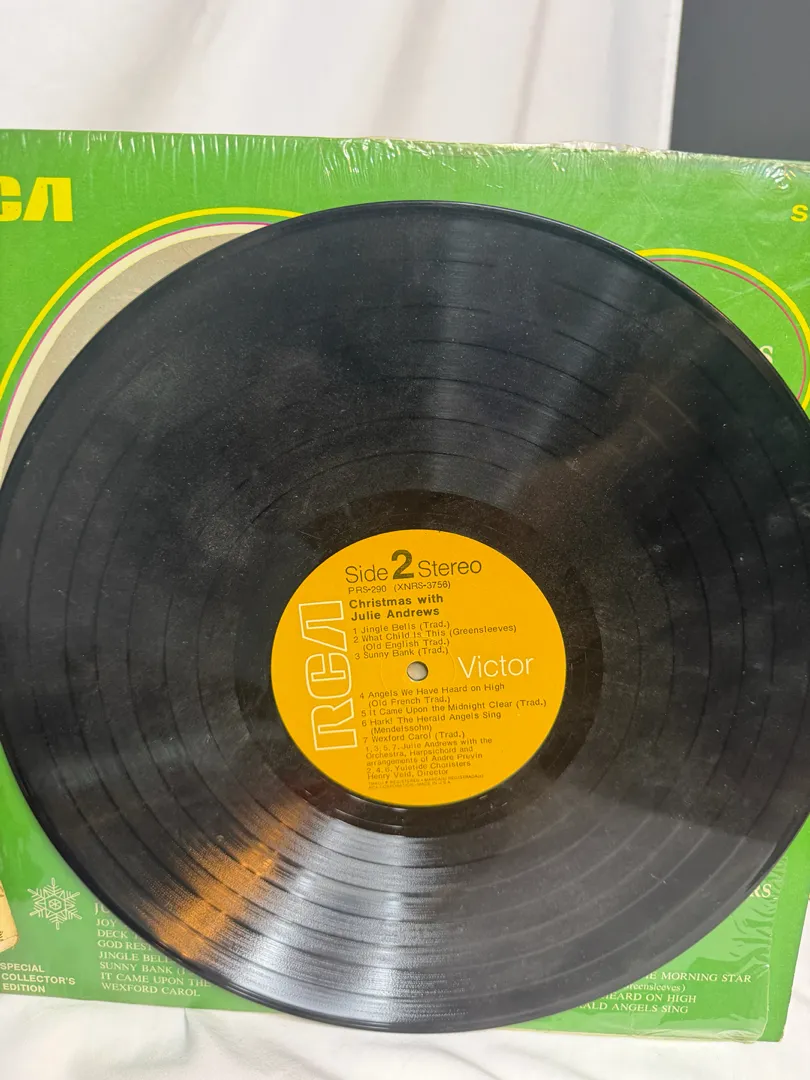 RCA
Side 2 Stereo
PRS-290 (XNRS-3756)
Christmas with
Julie Andrews
1 Jingle Bells (Trad.)
2 What Child Is This (Greensleeves)
(Old English Trad.)
3 Sunny Bank (Trad.)
RCA
Victor
4 Angels We Have Heard on High
(Old French Trad.)
5 It Came Upon the Midnight Clear (Trad.)
6 Hark! The Herald Angels Sing
(Mendelssohn)
7 Wexford Carol (Trad.)
1, 3, 5, 7. Julie Andrews with the
Orchestra, Harpsichord and
arrangements of Andre Previn
2, 4, 6. Yuletide Choristers
Henry Veld, Director
SPECIAL
COLLECTOR'S
EDITION
JOY
DECK
GOD REST
JINGLE BELLS
SUNNY BANK
IT CAME UPON THE
WEXFORD CAROL
MORNING STAR
HEARD ON HIGH
ANGELS SING